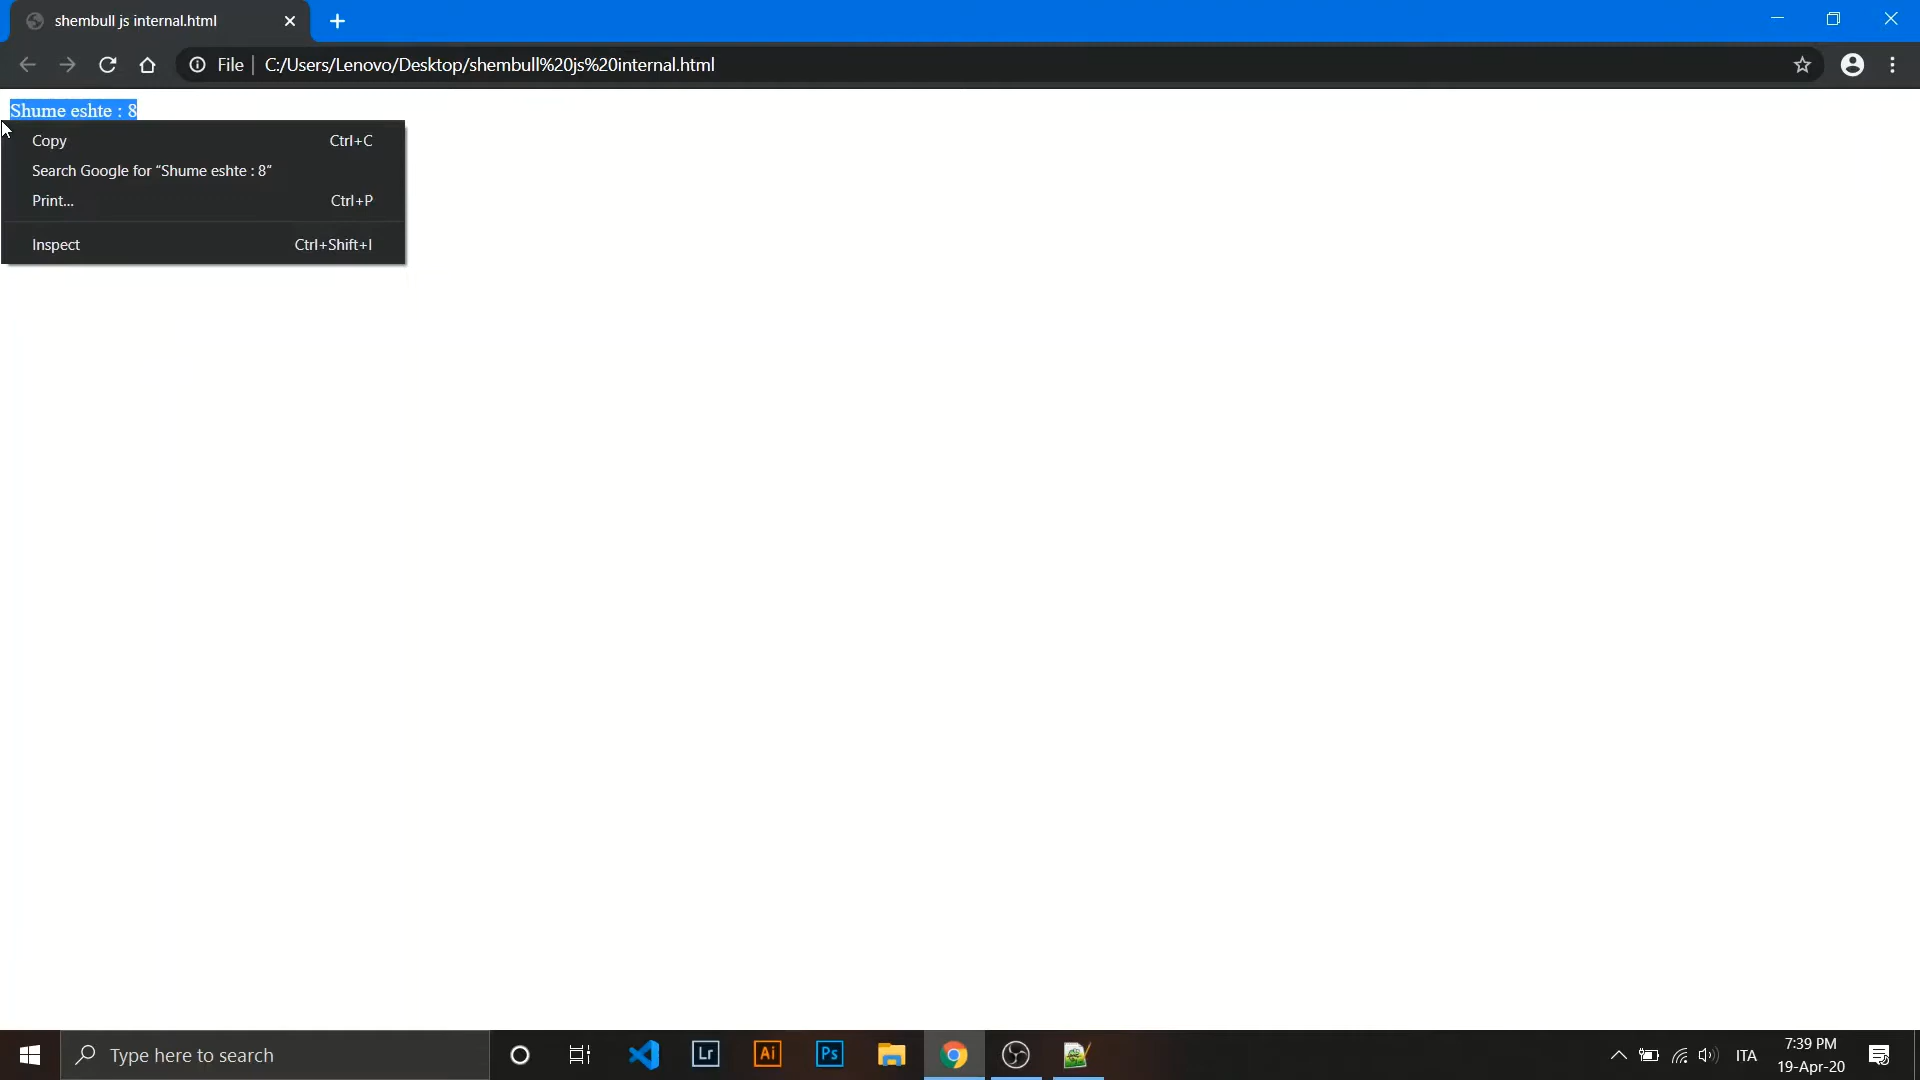 shembull js internal.html
File | C:/Users/Lenovo/Desktop/shembull%20js%20internal.html
Shume eshte : 8
Copy Ctrl+C
Search Google for “Shume eshte : 8”
Print... Ctrl+P
Inspect Ctrl+Shift+I
Type here to search
Lr
Ai
Ps
ITA
7:39 PM
19-Apr-20